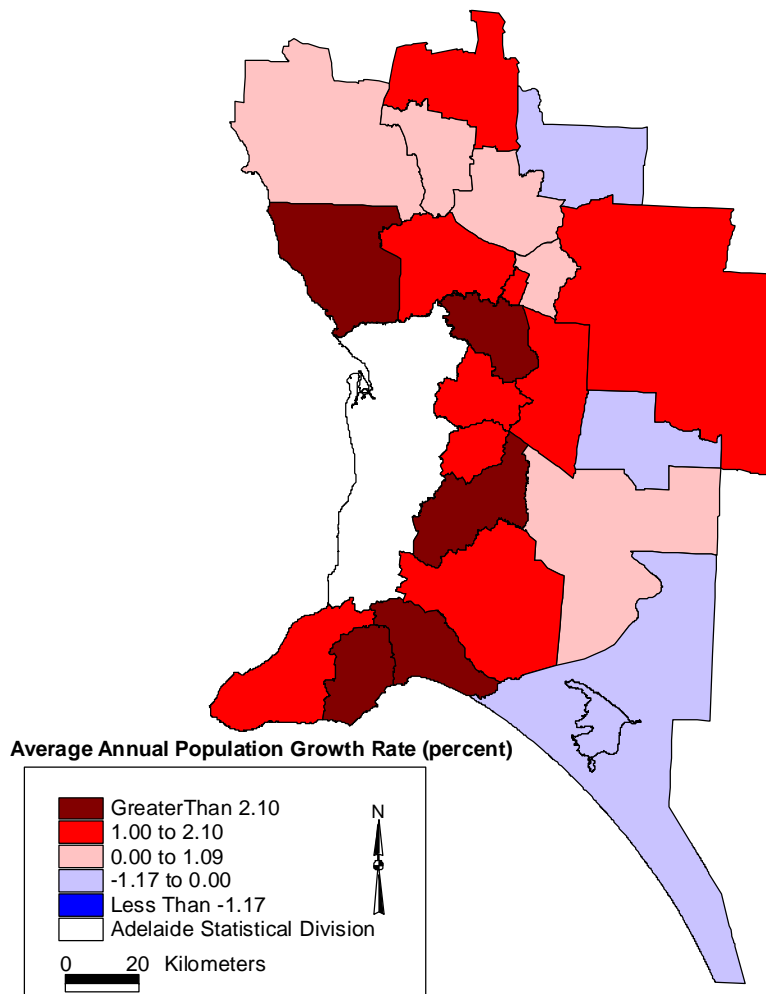 Average Annual Population Growth Rate (percent)
GreaterThan 2.10
1.00 to 2.10
0.00 to 1.09
-1.17 to 0.00
Less Than -1.17
Adelaide Statistical Division
N
0 20 Kilometers